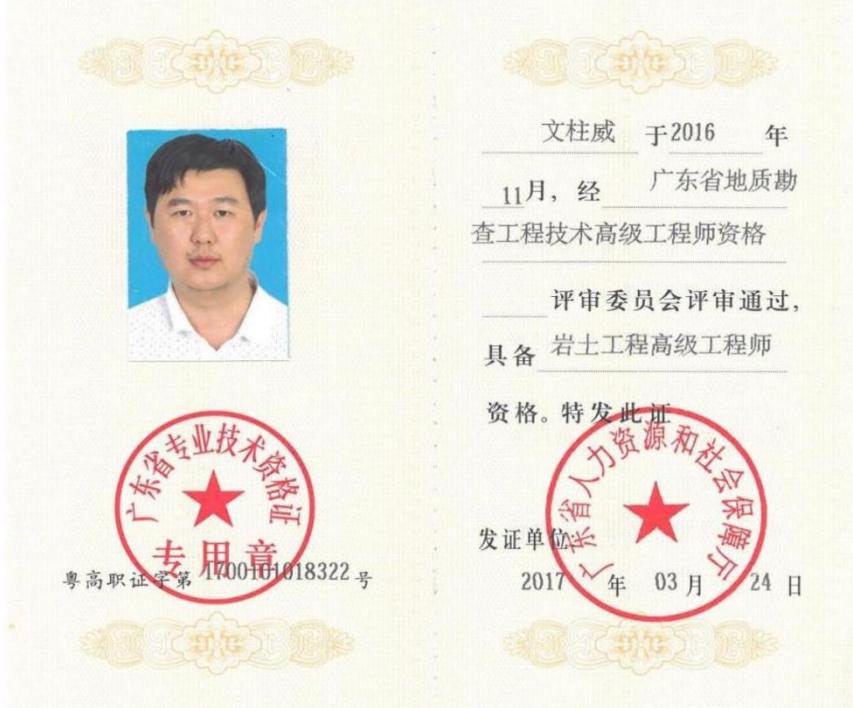 广东省专业技术资格证
专用章
粤高职证字第 1700101018322 号
文柱威 于2016 年
11月，经 广东省地质勘
查工程技术高级工程师资格
评审委员会评审通过，
具备 岩土工程高级工程师
资格。特发此证
广东省人力资源和社会保障厅
发证单位
2017 年 03 月 24 日